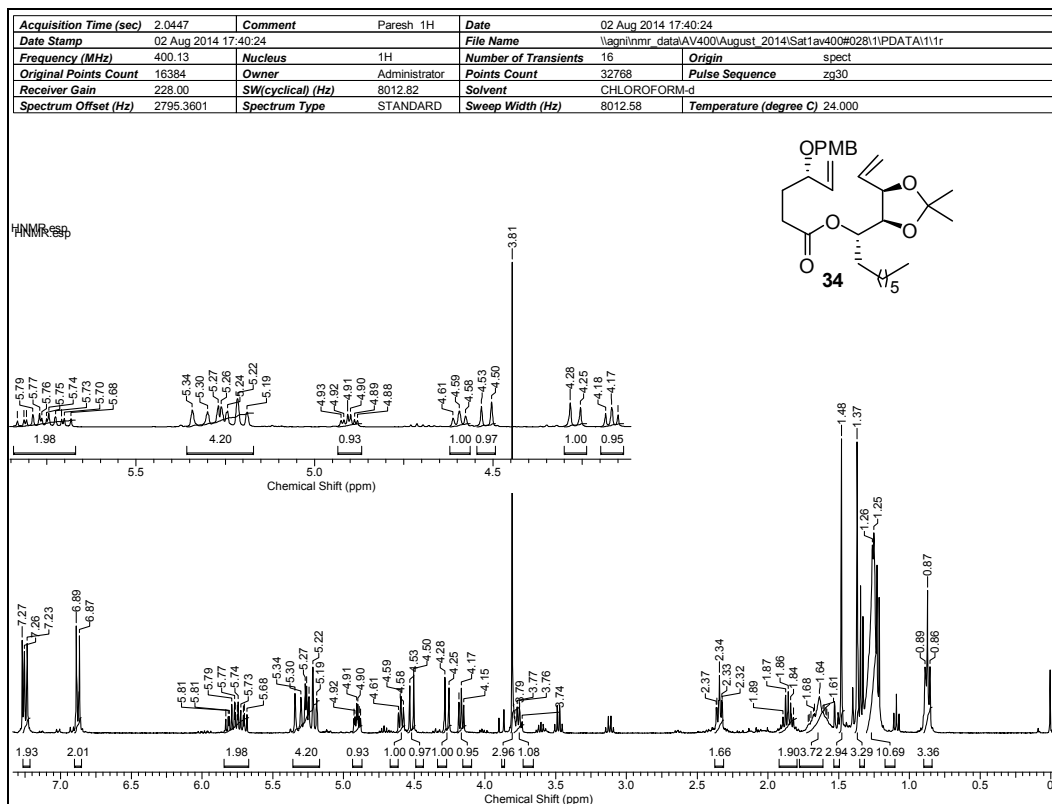 Acquisition Time (sec) 2.0447 Comment Paresh 1H Date 02 Aug 2014 17:40:24
Date Stamp 02 Aug 2014 17:40:24 File Name \\agni\nmr_data\AV400\August_2014\Sat1av400#028\1\PDATA\1\1r
Frequency (MHz) 400.13 Nucleus 1H Number of Transients 16 Origin spect
Original Points Count 16384 Owner Administrator Points Count 32768 Pulse Sequence zg30
Receiver Gain 228.00 SW(cyclical) (Hz) 8012.82 Solvent CHLOROFORM-d
Spectrum Offset (Hz) 2795.3601 Spectrum Type STANDARD Sweep Width (Hz) 8012.58 Temperature (degree C) 24.000
OPMB
O
O
O
O
5
34
HNMR.esp
HNMR.esp
5.79 5.77 5.76 5.75 5.74 5.73 5.70 5.68 5.34 5.30 5.27 5.26 5.24 5.22 5.19 4.93 4.92 4.91 4.90 4.89 4.88 4.61 4.59 4.58 4.53 4.50 3.81 4.28 4.25 4.18 4.17
1.98 4.20 0.93 1.00 0.97 1.00 0.95
5.5 5.0 4.5
Chemical Shift (ppm)
7.27 7.26 7.23 6.89 6.87 5.81 5.81 5.79 5.77 5.74 5.73 5.68 5.34 5.30 5.27 5.22 5.19 4.92 4.91 4.90 4.61 4.59 4.58 4.53 4.50 4.28 4.25 4.17 4.15 3.79 3.77 3.76 3.74 2.37 2.34 2.33 2.32 1.89 1.87 1.86 1.84 1.68 1.64 1.61 1.48 1.37 1.26 1.25 0.89 0.87 0.86
1.93 2.01 1.98 4.20 0.93 1.00 0.97 1.00 0.95 2.96 1.08 1.66 1.90 3.72 2.94 3.29 10.69 3.36
7.0 6.5 6.0 5.5 5.0 4.5 4.0 3.5 3.0 2.5 2.0 1.5 1.0 0.5 0
Chemical Shift (ppm)